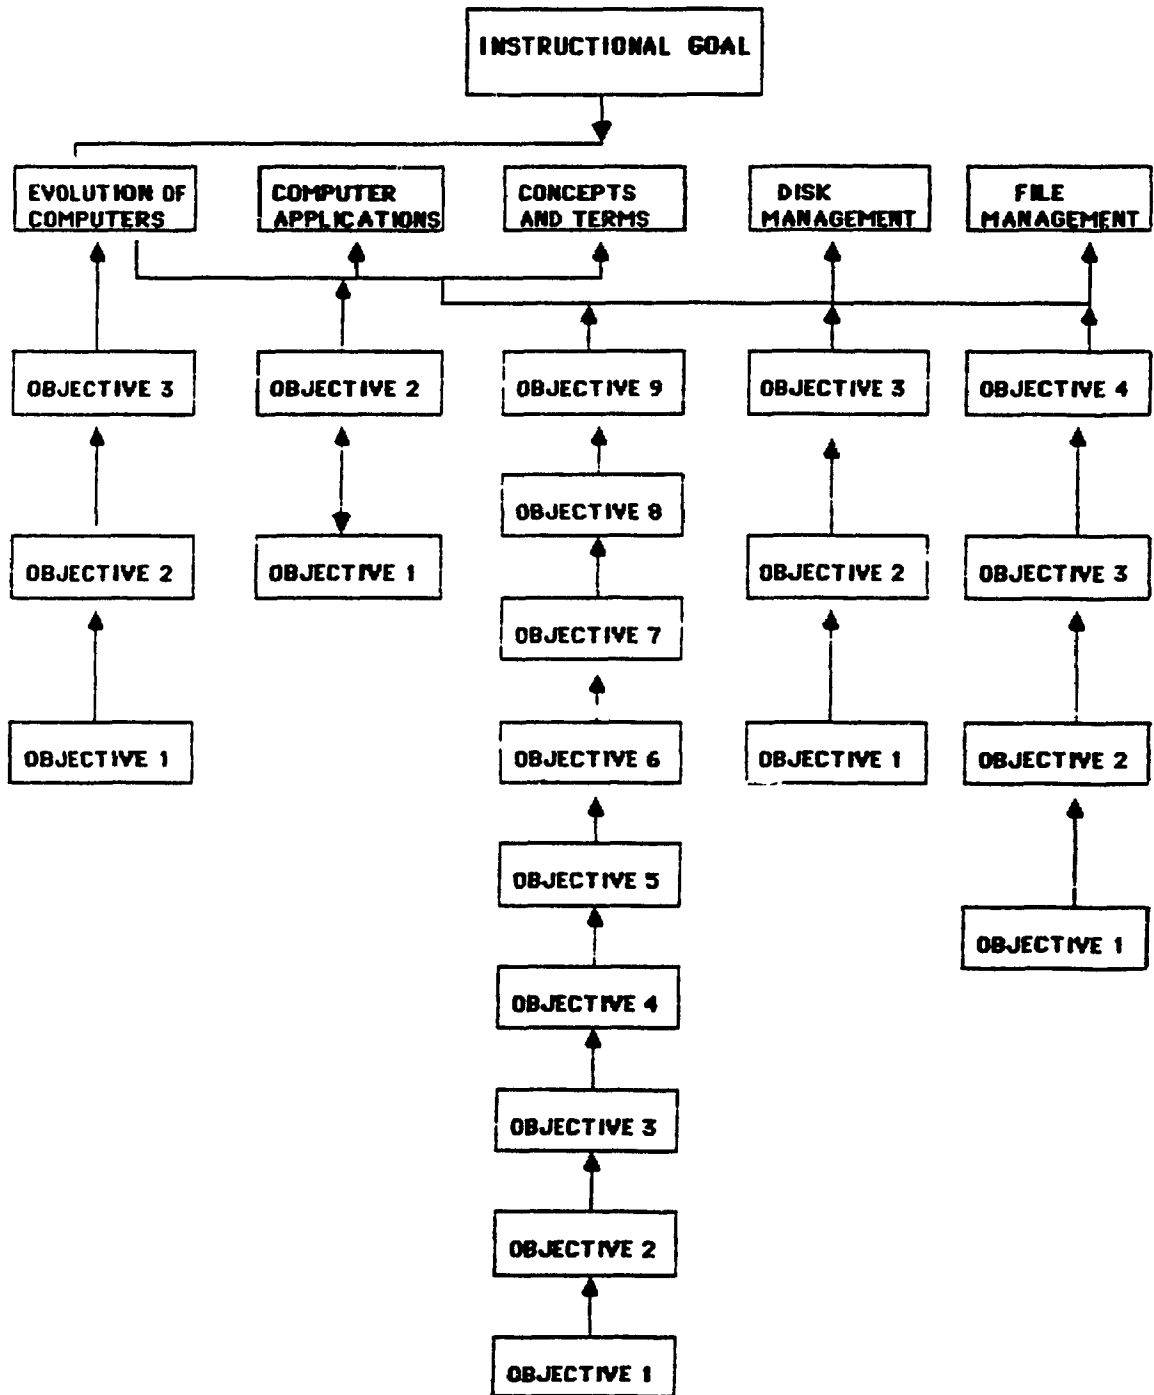 INSTRUCTIONAL GOAL
EVOLUTION OF
COMPUTERS
COMPUTER
APPLICATIONS
CONCEPTS
AND TERMS
DISK
MANAGEMENT
FILE
MANAGEMENT
OBJECTIVE 3
OBJECTIVE 2
OBJECTIVE 9
OBJECTIVE 3
OBJECTIVE 4
OBJECTIVE 8
OBJECTIVE 2
OBJECTIVE 1
OBJECTIVE 2
OBJECTIVE 3
OBJECTIVE 7
OBJECTIVE 1
OBJECTIVE 6
OBJECTIVE 1
OBJECTIVE 2
OBJECTIVE 5
OBJECTIVE 1
OBJECTIVE 4
OBJECTIVE 3
OBJECTIVE 2
OBJECTIVE 1